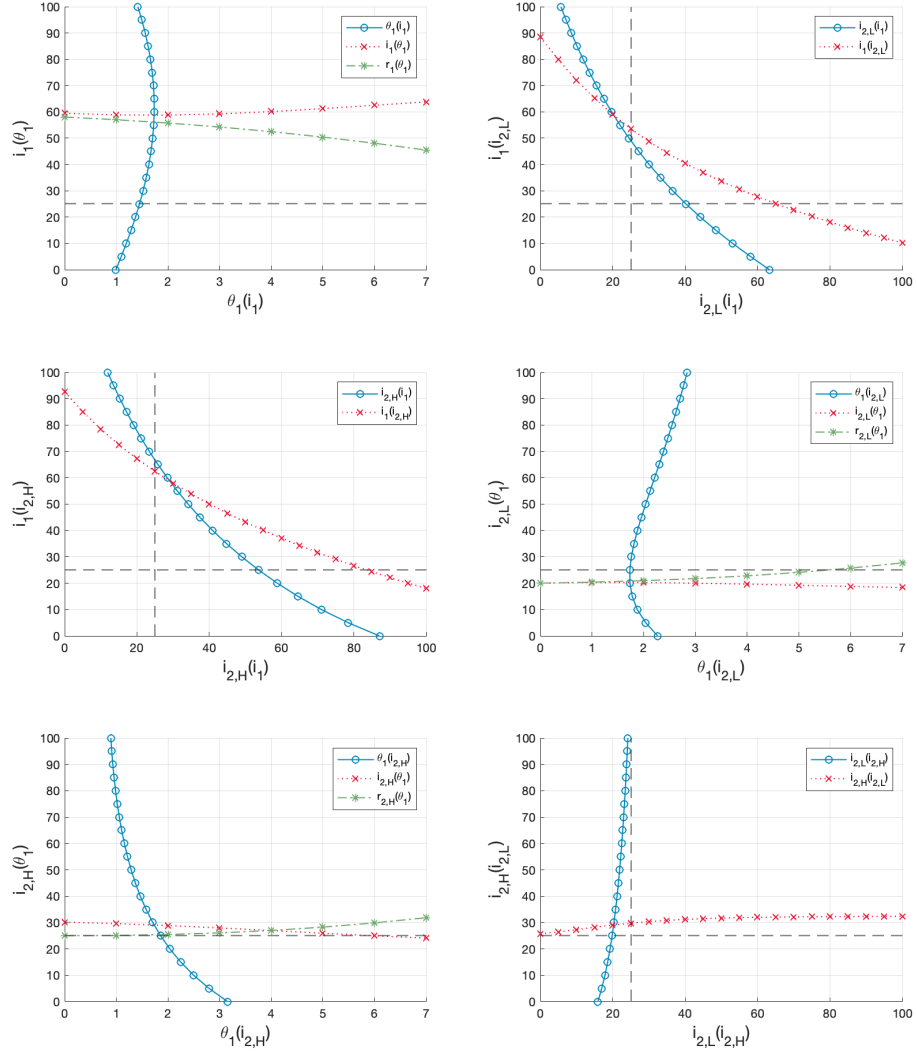 100
90
80
70
60
50
40
30
20
10
0
i1(θ1)
θ1(i1)
i1(θ1)
r1(θ1)
0 1 2 3 4 5 6 7
θ1(i1)
100
90
80
70
60
50
40
30
20
10
0
i1(i2,L)
i2,L(i1)
i1(i2,L)
0 20 40 60 80 100
i2,L(i1)
100
90
80
70
60
50
40
30
20
10
0
i1(i2,H)
i2,H(i1)
i1(i2,H)
0 20 40 60 80 100
i2,H(i1)
100
90
80
70
60
50
40
30
20
10
0
i2,L(θ1)
θ1(i2,L)
i2,L(θ1)
r2,L(θ1)
0 1 2 3 4 5 6 7
θ1(i2,L)
100
90
80
70
60
50
40
30
20
10
0
i2,H(θ1)
θ1(i2,H)
i2,H(θ1)
r2,H(θ1)
0 1 2 3 4 5 6 7
θ1(i2,H)
100
90
80
70
60
50
40
30
20
10
0
i2,H(i2,L)
i2,L(i2,H)
i2,H(i2,L)
0 20 40 60 80 100
i2,L(i2,H)